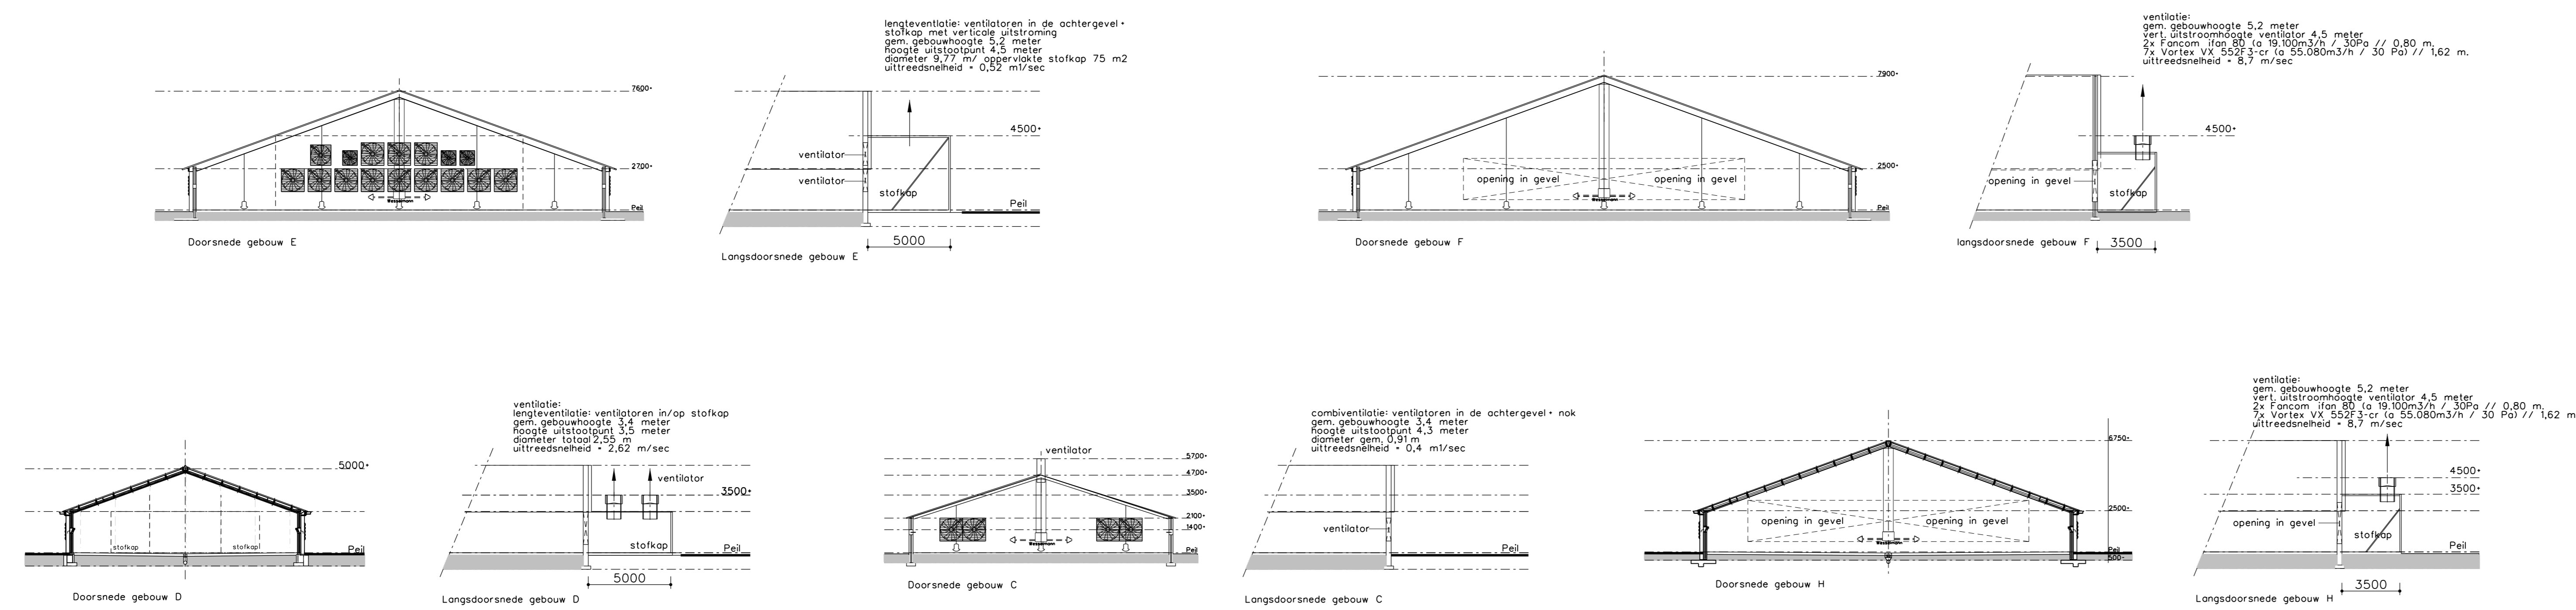 lengteventlatie: ventilatoren in de achtergevel +
stofkap met verticale uitstroming
gem. gebouwhoogte 5,2 meter
hoogte uitstootpunt 4,5 meter
diameter 9,77 m/ oppervlakte stofkap 75 m2
uittreedsnelheid = 0,52 m1/sec
7600+
2700+
Peil
Wesselmann
Doorsnede gebouw E
4500+
ventilator
ventilator
stofkap
Peil
5000
Langsdoorsnede gebouw E
7900+
2500+
opening in gevel
opening in gevel
Wesselmann
Peil
Doorsnede gebouw F
ventilatie:
gem. gebouwhoogte 5,2 meter
vert. uitstroomhoogte ventilator 4,5 meter
2x Fancom ifan 80 (a 19.100m3/h / 30Pa // 0,80 m.
7x Vortex VX 552F3-cr (a 55.080m3/h / 30 Pa) // 1,62 m.
uittreedsnelheid = 8,7 m/sec
4500+
opening in gevel
stofkap
3500
langsdoorsnede gebouw F
5000+
stofkap
stofkap
Peil
Doorsnede gebouw D
ventilatie:
lengteventilatie: ventilatoren in/op stofkap
gem. gebouwhoogte 3,4 meter
hoogte uitstootpunt 3,5 meter
diameter totaal 2,55 m
uittreedsnelheid = 2,62 m/sec
ventilator
3500+
stofkap
Peil
5000
Langsdoorsnede gebouw D
ventilator
5700+
4700+
3500+
2100+
1400+
Wesselmann
Peil
Doorsnede gebouw C
combiventilatie: ventilatoren in de achtergevel + nok
gem. gebouwhoogte 3,4 meter
hoogte uitstootpunt 4,3 meter
diameter gem. 0,91 m
uittreedsnelheid = 0,4 m1/sec
ventilator
Peil
Langsdoorsnede gebouw C
6750+
2500+
opening in gevel
opening in gevel
Wesselmann
Peil
500-
Doorsnede gebouw H
ventilatie:
gem. gebouwhoogte 5,2 meter
vert. uitstroomhoogte ventilator 4,5 meter
2x Fancom ifan 80 (a 19.100m3/h / 30Pa // 0,80 m.
7x Vortex VX 552F3-cr (a 55.080m3/h / 30 Pa) // 1,62 m
uittreedsnelheid = 8,7 m/sec
4500+
3500+
opening in gevel
stofkap
Peil
3500
Langsdoorsnede gebouw H